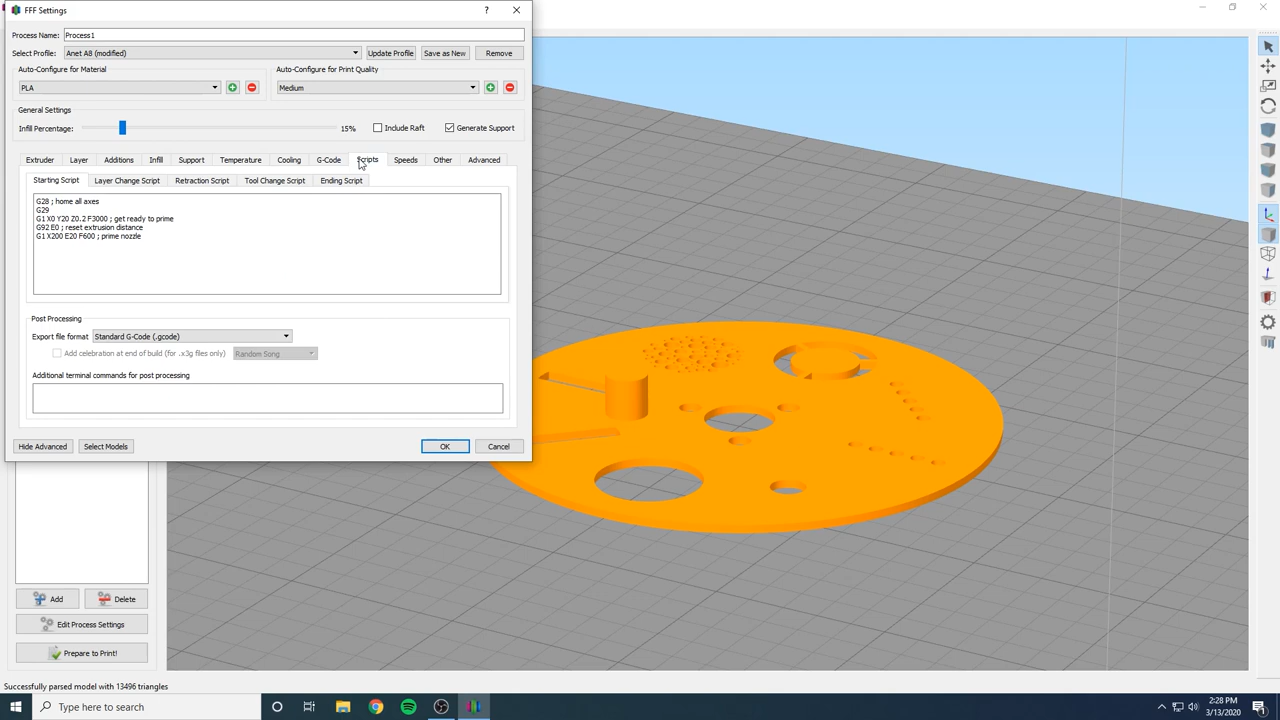 FFF Settings
?
Process Name: Process1
Select Profile: Anet A8 (modified) Update Profile Save as New Remove
Auto-Configure for Material Auto-Configure for Print Quality
PLA Medium
General Settings
Infill Percentage: 15% Include Raft Generate Support
Extruder Layer Additions Infill Support Temperature Cooling G-Code Scripts Speeds Other Advanced
Starting Script Layer Change Script Retraction Script Tool Change Script Ending Script
G28 ; home all axes
G29
G1 X0 Y20 Z0.2 F3000 ; get ready to prime
G92 E0 ; reset extrusion distance
G1 X200 E20 F600 ; prime nozzle
Post Processing
Export file format Standard G-Code (.gcode)
Add celebration at end of build (for .x3g files only) Random Song
Additional terminal commands for post processing
Hide Advanced Select Models OK Cancel
Add Delete
Edit Process Settings
Prepare to Print!
Successfully parsed model with 13496 triangles
Type here to search
2:28 PM
3/13/2020
1